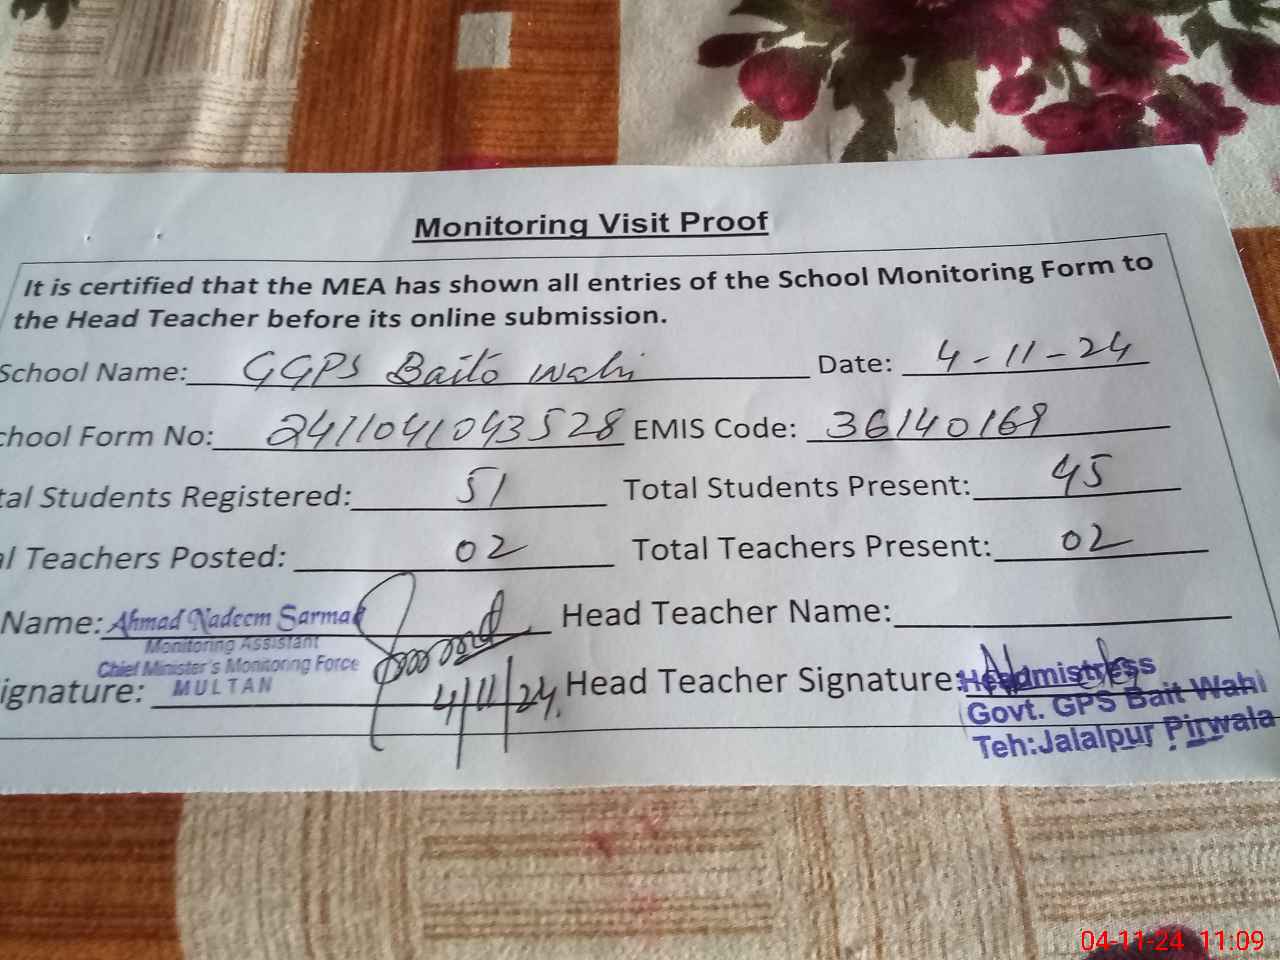 Monitoring Visit Proof
It is certified that the MEA has shown all entries of the School Monitoring Form to
the Head Teacher before its online submission.
School Name: GGPS Baito Wahi Date: 4-11-24
chool Form No: 2411041043528 EMIS Code: 36140169
tal Students Registered: 51 Total Students Present: 45
l Teachers Posted: 02 Total Teachers Present: 02
Name: Ahmad Nadeem Sarmad Head Teacher Name:
Monitoring Assistant
Chief Minister's Monitoring Force
MULTAN
ignature: 4/11/24. Head Teacher Signature:
Headmistress
Govt. GPS Bait Wahi
Teh:Jalalpur Pirwala
04-11-24 11:09